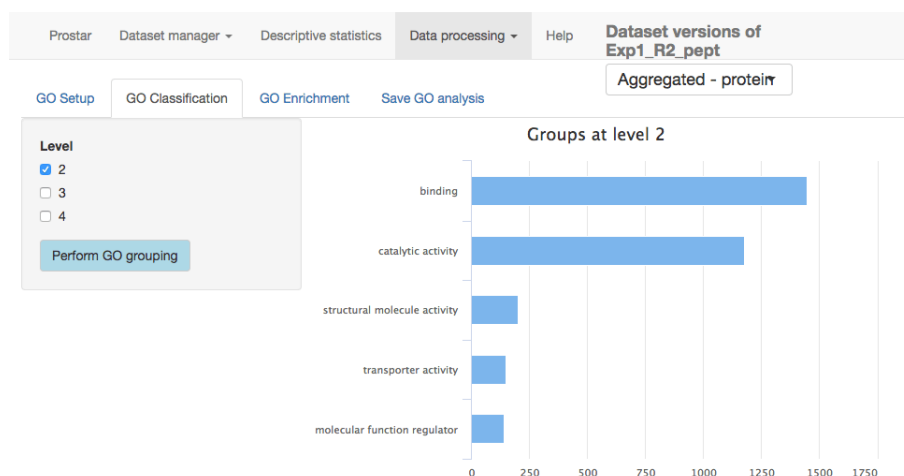 Prostar Dataset manager Descriptive statistics Data processing Help
Dataset versions of
Exp1_R2_pept
Aggregated - protein
GO Setup GO Classification GO Enrichment Save GO analysis
Level
2
3
4
Perform GO grouping
Groups at level 2
binding
catalytic activity
structural molecule activity
transporter activity
molecular function regulator
0 250 500 750 1000 1250 1500 1750